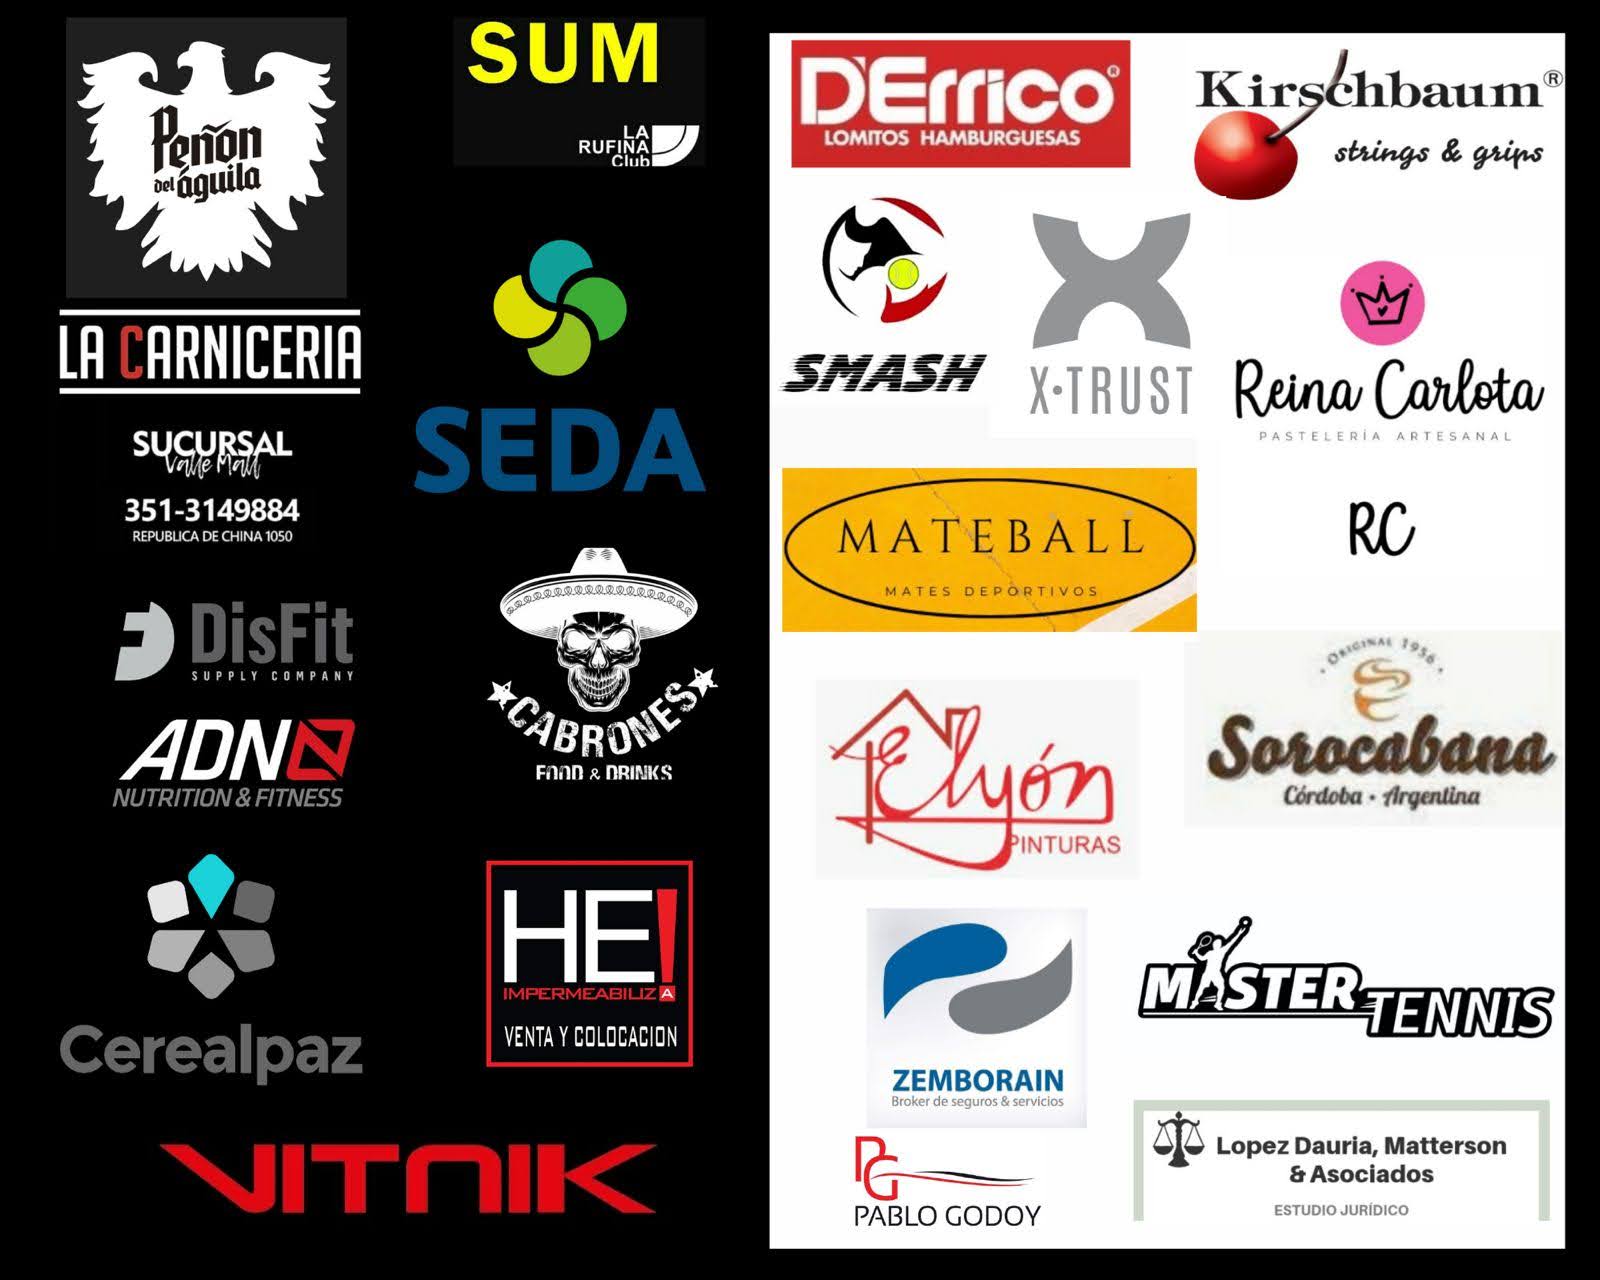 Peñón
del águila
LA CARNICERIA
SUCURSAL
Valle Mall
351-3149884
REPUBLICA DE CHINA 1050
DisFit
SUPPLY COMPANY
ADN
NUTRITION & FITNESS
Cerealpaz
VITNIK
SUM
LA
RUFINA
Club
SEDA
CABRONES
FOOD & DRINKS
HE!
IMPERMEABILIZA
VENTA Y COLOCACION
D'Errico®
LOMITOS HAMBURGUESAS
Kirschbaum®
strings & grips
SMASH
X·TRUST
Reina Carlota
PASTELERÍA ARTESANAL
RC
MATEBALL
MATES DEPORTIVOS
Elyón
PINTURAS
· ORIGINAL 1956 ·
Sorocabana
Córdoba • Argentina
ZEMBORAIN
Broker de seguros & servicios
MASTER
TENNIS
PG
PABLO GODOY
Lopez Dauria, Matterson
& Asociados
ESTUDIO JURÍDICO